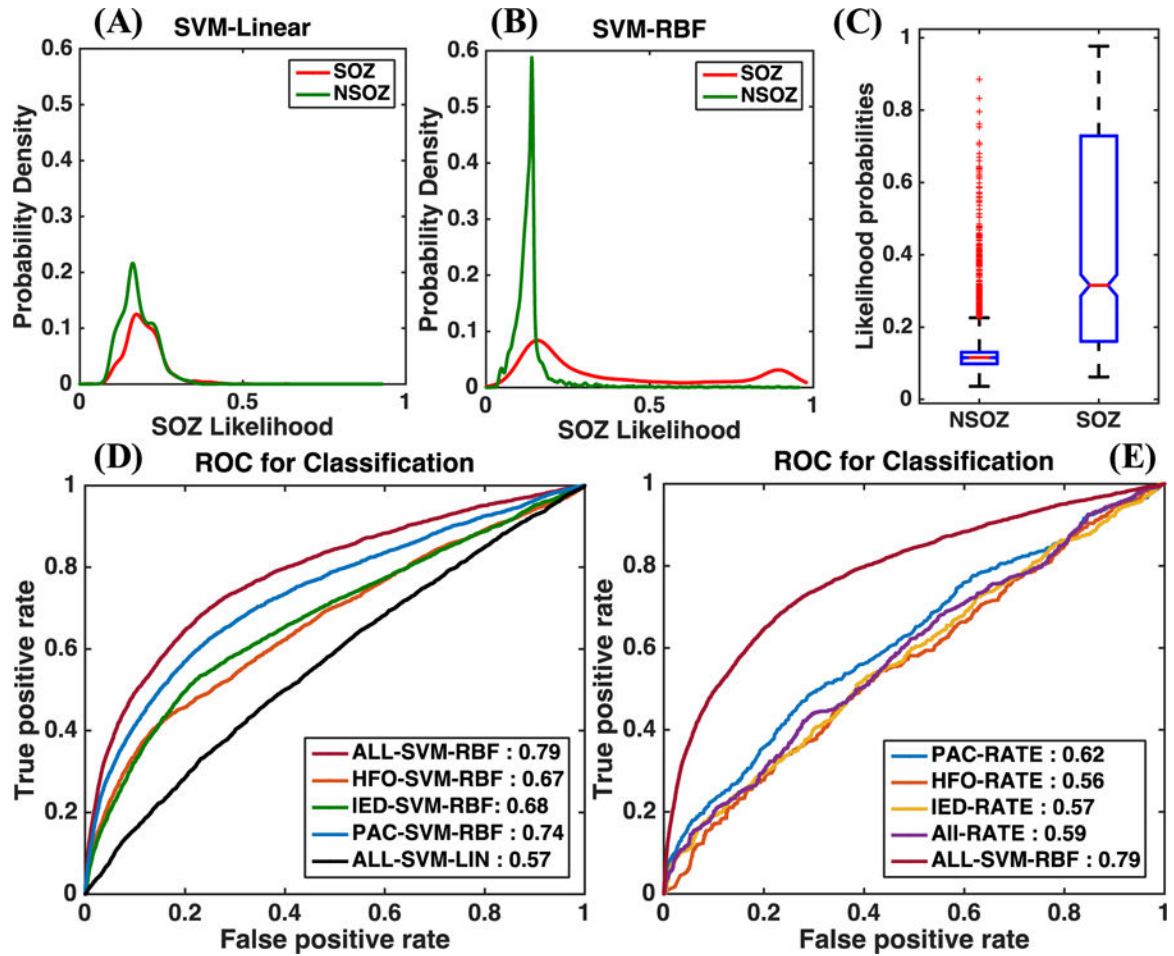 (A)
SVM-Linear
0.6
0.5
0.4
0.3
0.2
0.1
0
Probability Density
SOZ
NSOZ
0
0.5
1
SOZ Likelihood
(B)
SVM-RBF
0.6
0.5
0.4
0.3
0.2
0.1
0
Probability Density
SOZ
NSOZ
0
0.5
1
SOZ Likelihood
(C)
1
0.8
0.6
0.4
0.2
0
Likelihood probabilities
NSOZ
SOZ
(D)
ROC for Classification
1
0.8
0.6
0.4
0.2
0
True positive rate
ALL-SVM-RBF : 0.79
HFO-SVM-RBF : 0.67
IED-SVM-RBF : 0.68
PAC-SVM-RBF : 0.74
ALL-SVM-LIN : 0.57
0
0.2
0.4
0.6
0.8
1
False positive rate
ROC for Classification
(E)
1
0.8
0.6
0.4
0.2
0
True positive rate
PAC-RATE : 0.62
HFO-RATE : 0.56
IED-RATE : 0.57
All-RATE : 0.59
ALL-SVM-RBF : 0.79
0
0.2
0.4
0.6
0.8
1
False positive rate